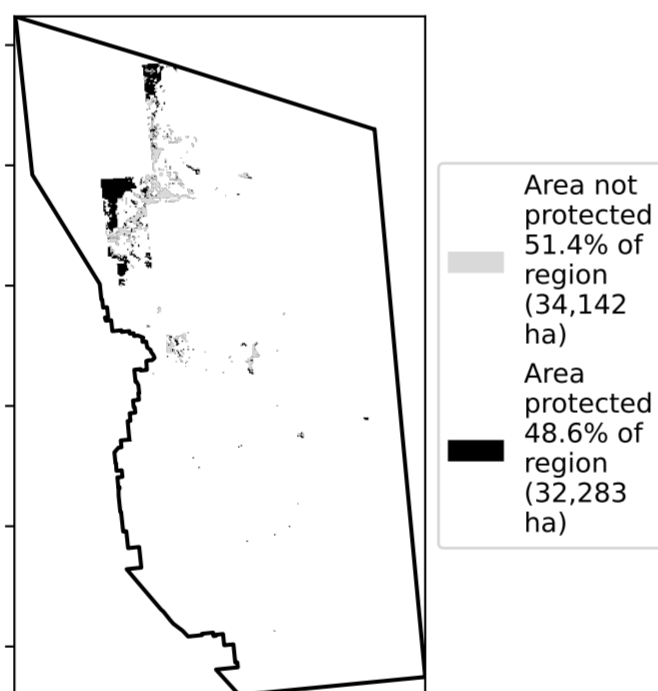 Area not
protected
51.4% of
region
(34,142
ha)
Area
protected
48.6% of
region
(32,283
ha)